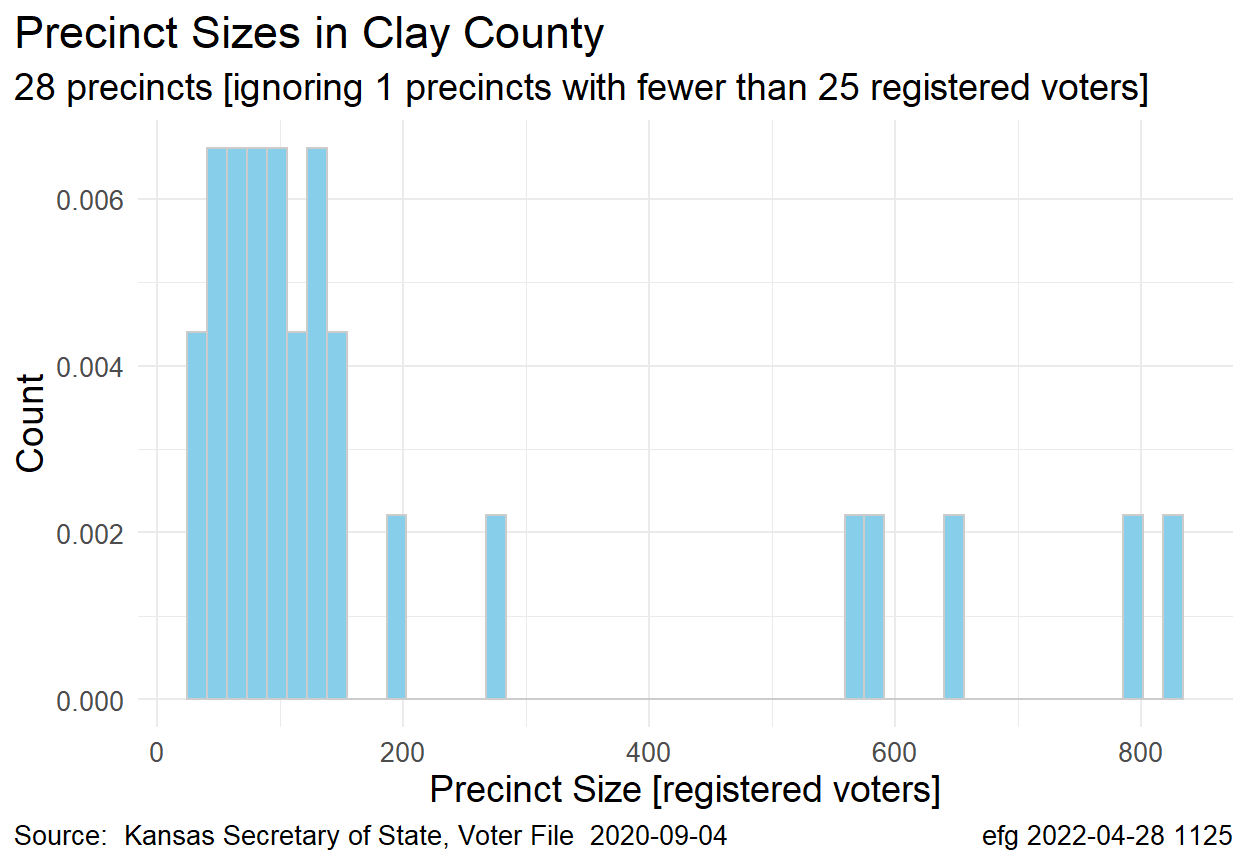 Precinct Sizes in Clay County
28 precincts [ignoring 1 precincts with fewer than 25 registered voters]
Count
0.006
0.004
0.002
0.000
0 200 400 600 800
Precinct Size [registered voters]
Source:  Kansas Secretary of State, Voter File  2020-09-04
efg 2022-04-28 1125